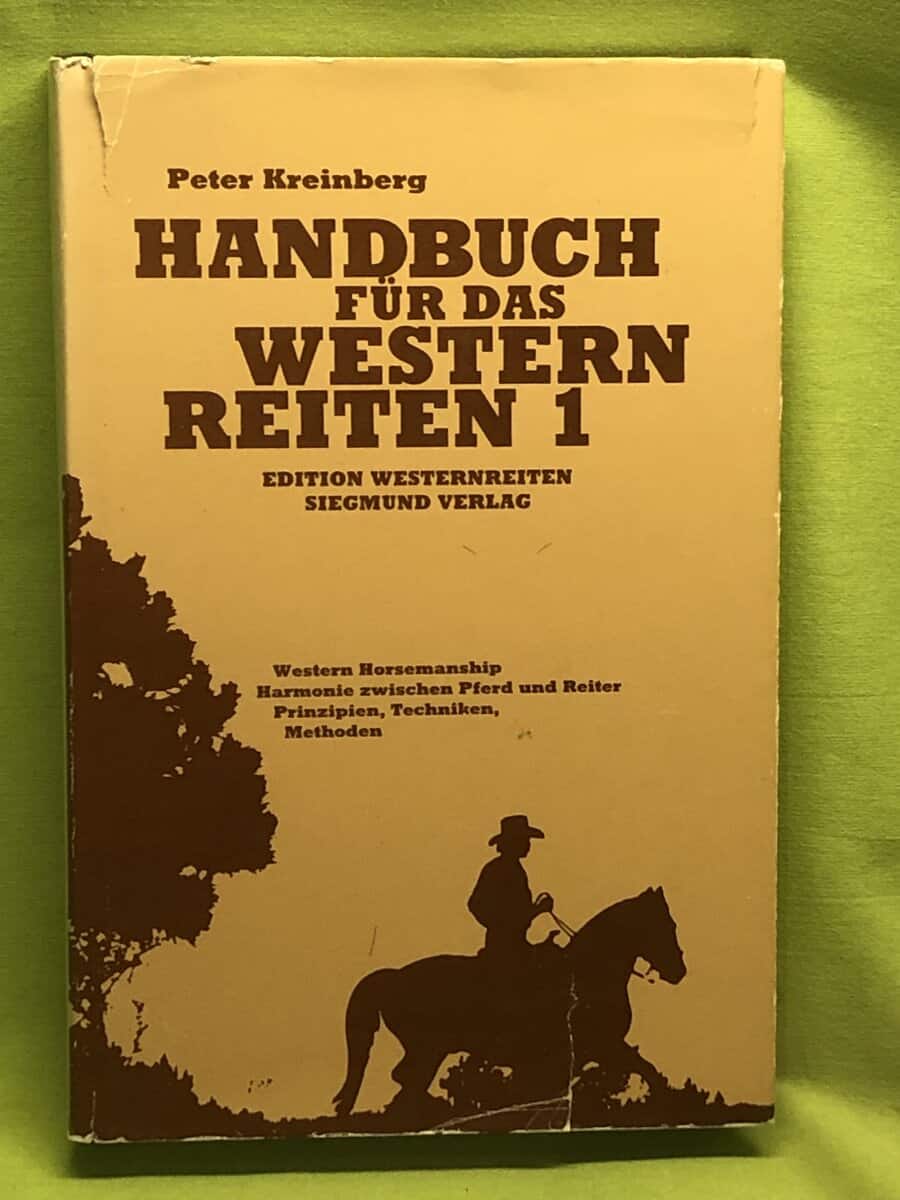 Peter Kreinberg
HANDBUCH
FÜR DAS
WESTERN
REITEN 1
EDITION WESTERNREITEN
SIEGMUND VERLAG
Western Horsemanship
Harmonie zwischen Pferd und Reiter
Prinzipien, Techniken,
Methoden